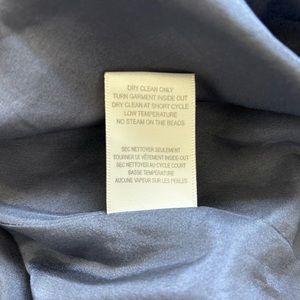 DRY CLEAN ONLY
TURN GARMENT INSIDE OUT
DRY CLEAN AT SHORT CYCLE
LOW TEMPERATURE
NO STEAM ON THE BEADS
SEC NETTOYER SEULEMENT
TOURNER LE VÊTEMENT INSIDE-OUT
SEC NETTOYER AU CYCLE COURT
BASSE TEMPÉRATURE
AUCUNE VAPEUR SUR LES PERLES